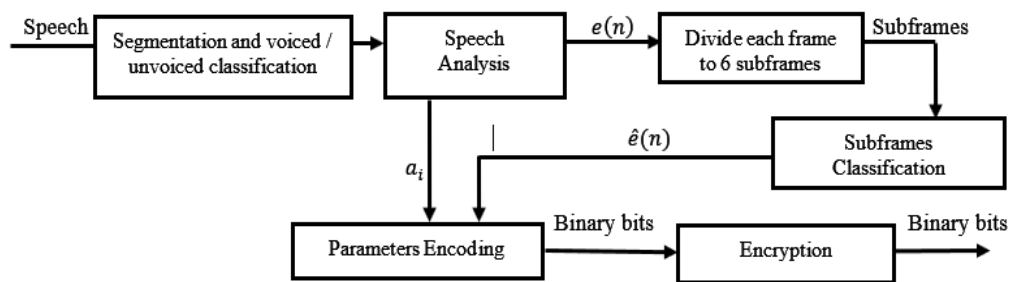 Speech
Segmentation and voiced /
unvoiced classification
Speech
Analysis
e(n)
Divide each frame
to 6 subframes
Subframes
Subframes
Classification
ê(n)
a_i
Parameters Encoding
Binary bits
Encryption
Binary bits